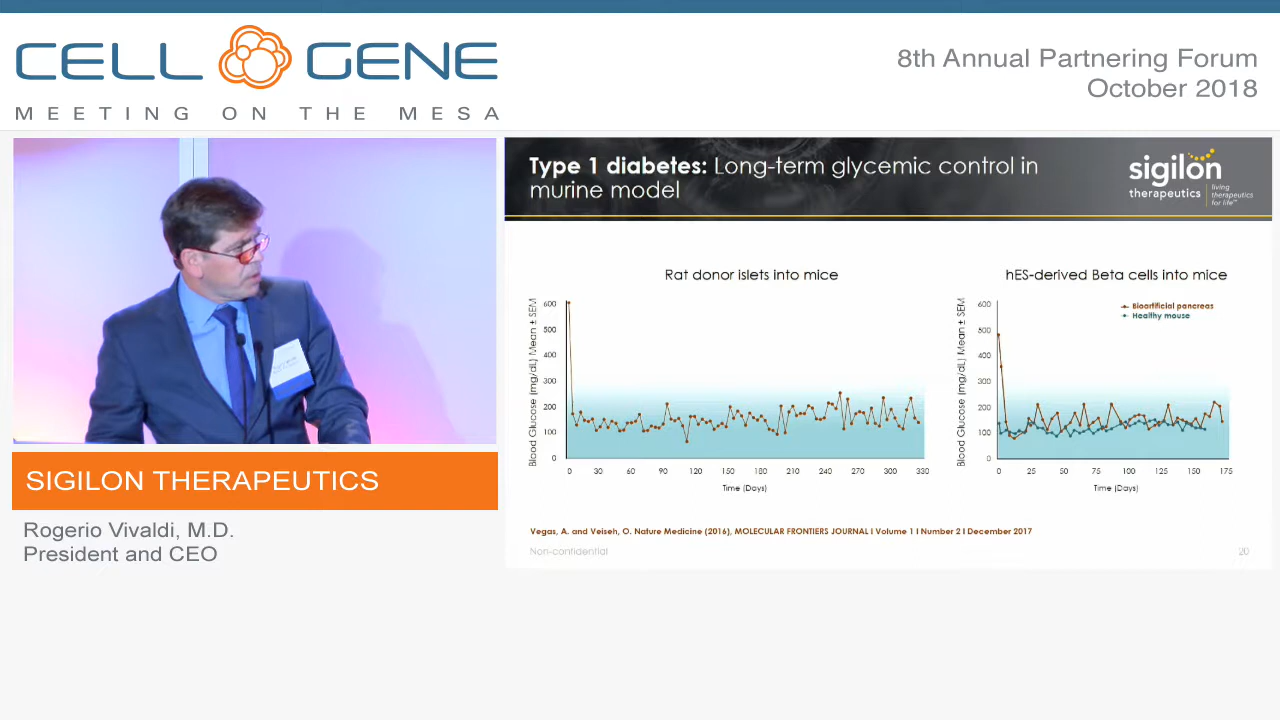 CELL GENE
MEETING ON THE MESA
8th Annual Partnering Forum
October 2018
Type 1 diabetes: Long-term glycemic control in
murine model
sigilon
therapeutics
living
therapeutics
for life™
Rat donor islets into mice
Blood Glucose (mg/dL) Mean ± SEM
600
500
400
300
200
100
0
0 30 60 90 120 150 180 210 240 270 300 330
Time (Days)
hES-derived Beta cells into mice
Blood Glucose (mg/dL) Mean ± SEM
600
500
400
300
200
100
0
Bioartificial pancreas
Healthy mouse
0 25 50 75 100 125 150 175
Time (Days)
Vegas, A. and Veiseh, O. Nature Medicine (2016), MOLECULAR FRONTIERS JOURNAL I Volume 1 I Number 2 I December 2017
Non-confidential
20
SIGILON THERAPEUTICS
Rogerio Vivaldi, M.D.
President and CEO